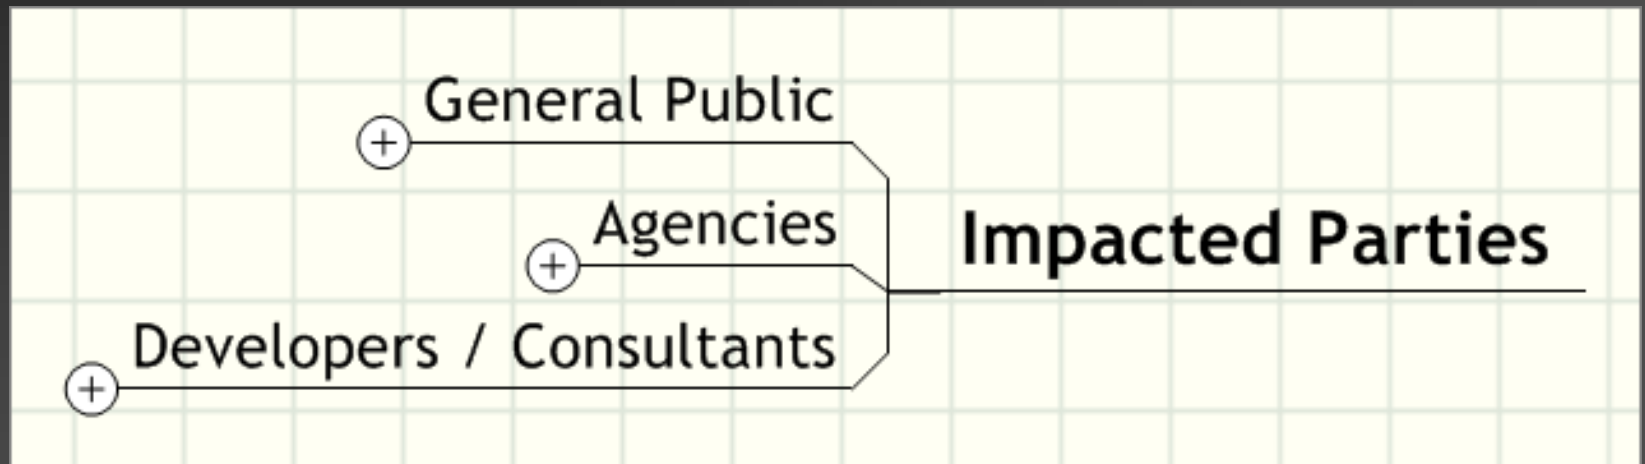 General Public
Agencies
Impacted Parties
Developers / Consultants